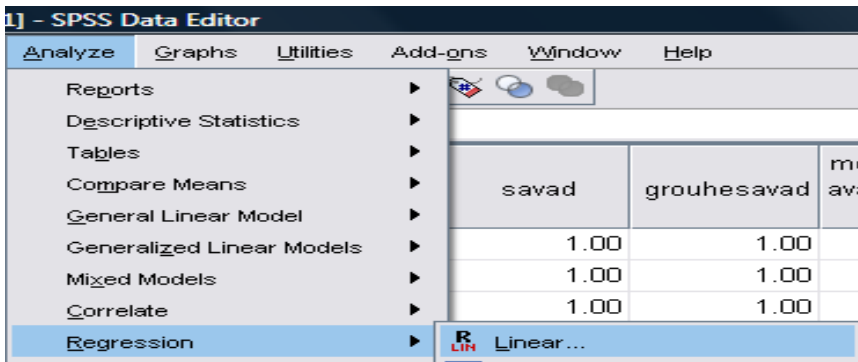 1] - SPSS Data Editor
Analyze Graphs Utilities Add-ons Window Help
Reports
Descriptive Statistics
Tables
Compare Means
General Linear Model
Generalized Linear Models
Mixed Models
Correlate
Regression
R LIN Linear...
savad grouhesavad
1.00 1.00
1.00 1.00
1.00 1.00